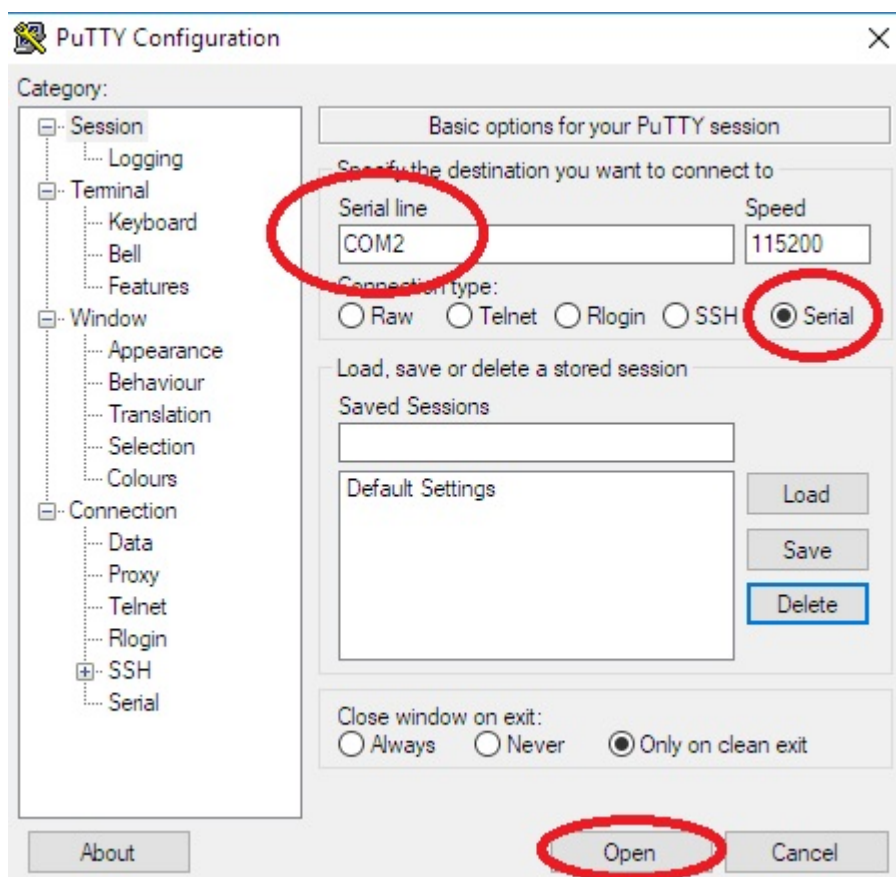 PuTTY Configuration
Category:
Session
Logging
Terminal
Keyboard
Bell
Features
Window
Appearance
Behaviour
Translation
Selection
Colours
Connection
Data
Proxy
Telnet
Rlogin
SSH
Serial
Basic options for your PuTTY session
Specify the destination you want to connect to
Serial line Speed
COM2 115200
Connection type:
Raw Telnet Rlogin SSH Serial
Load, save or delete a stored session
Saved Sessions
Default Settings
Load
Save
Delete
Close window on exit:
Always Never Only on clean exit
About Open Cancel